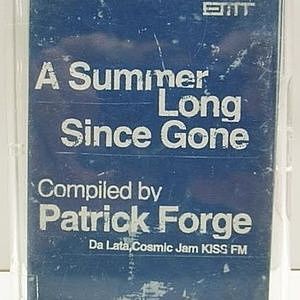 A Summer
Long
Since Gone
Compiled by
Patrick Forge
Da Lata, Cosmic Jam KISS FM